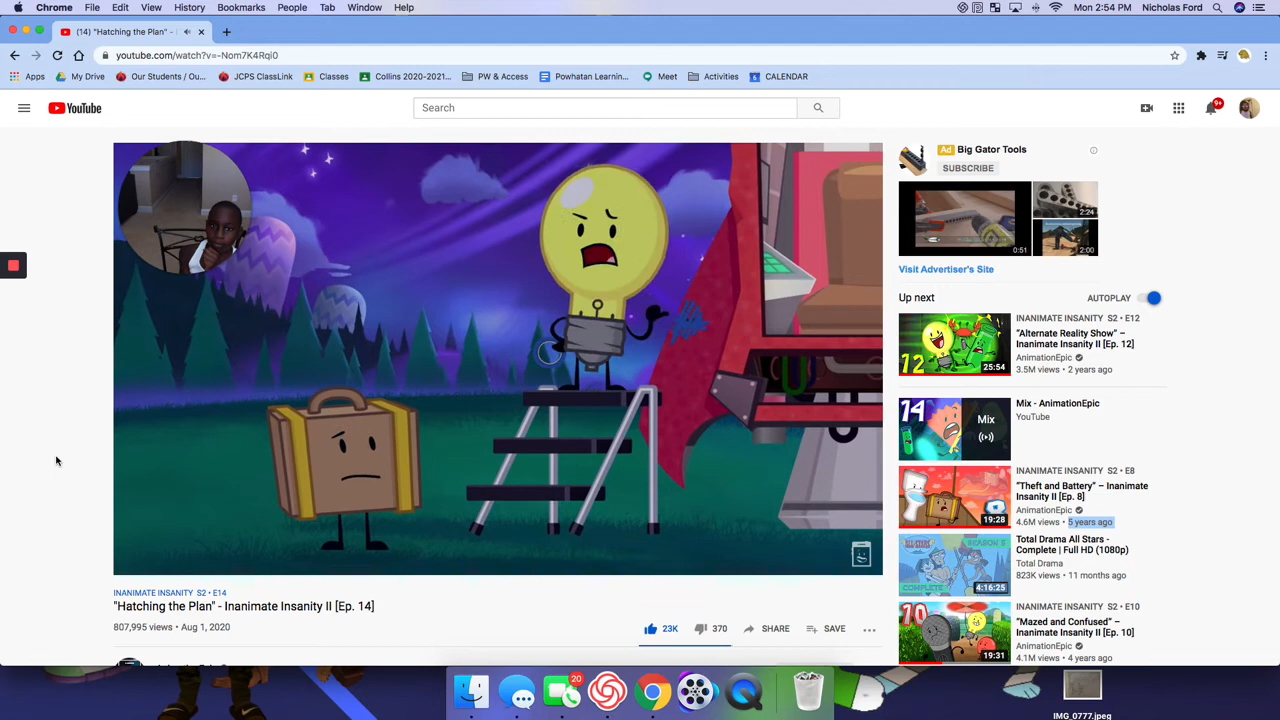 Chrome File Edit View History Bookmarks People Tab Window Help Mon 2:54 PM Nicholas Ford
(14) "Hatching the Plan" -
youtube.com/watch?v=-Nom7K4Rqi0
Apps My Drive Our Students / Ou... JCPS ClassLink Classes Collins 2020-2021... PW & Access Powhatan Learnin... Meet Activities CALENDAR
YouTube Search 9+
Ad Big Gator Tools
SUBSCRIBE
2:24
0:51 2:00
Visit Advertiser's Site
Up next AUTOPLAY
INANIMATE INSANITY S2 • E12
"Alternate Reality Show" –
Inanimate Insanity II [Ep. 12]
AnimationEpic
3.5M views • 2 years ago
12 25:54
Mix - AnimationEpic
YouTube
14 Mix
INANIMATE INSANITY S2 • E8
"Theft and Battery" – Inanimate
Insanity II [Ep. 8]
AnimationEpic
4.6M views • 5 years ago
19:28
Total Drama All Stars -
Complete | Full HD (1080p)
Total Drama
823K views • 11 months ago
COMPLETE 4:16:25
INANIMATE INSANITY S2 • E10
"Mazed and Confused" –
Inanimate Insanity II [Ep. 10]
AnimationEpic
4.1M views • 4 years ago
10 19:31
INANIMATE INSANITY S2 • E14
"Hatching the Plan" - Inanimate Insanity II [Ep. 14]
807,995 views • Aug 1, 2020
23K 370 SHARE SAVE
20
IMG_0777.jpeg